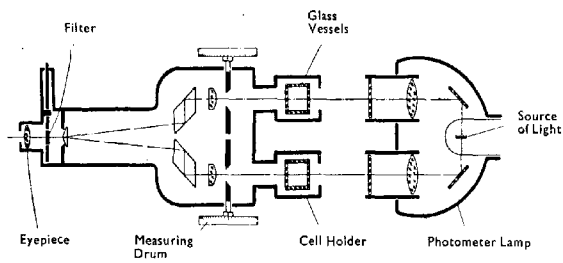 Glass
Vessels
Filter
Source
of Light
Eyepiece
Measuring
Drum
Cell Holder
Photometer Lamp